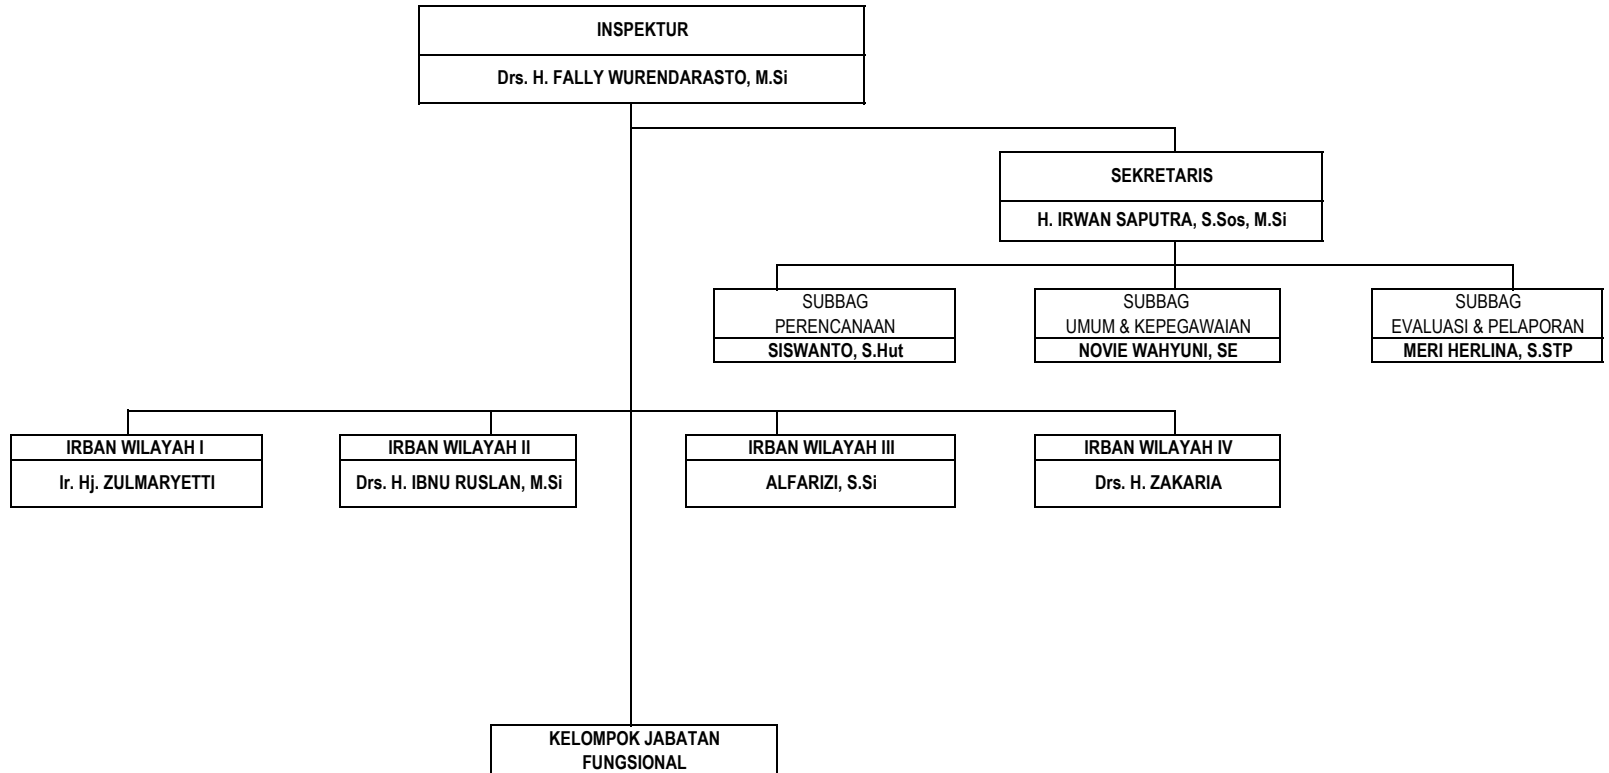 INSPEKTUR
Drs. H. FALLY WURENDARASTO, M.Si
SEKRETARIS
H. IRWAN SAPUTRA, S.Sos, M.Si
SUBBAG
PERENCANAAN
SISWANTO, S.Hut
SUBBAG
UMUM & KEPEGAWAIAN
NOVIE WAHYUNI, SE
SUBBAG
EVALUASI & PELAPORAN
MERI HERLINA, S.STP
IRBAN WILAYAH I
Ir. Hj. ZULMARYETTI
IRBAN WILAYAH II
Drs. H. IBNU RUSLAN, M.Si
IRBAN WILAYAH III
ALFARIZI, S.Si
IRBAN WILAYAH IV
Drs. H. ZAKARIA
KELOMPOK JABATAN
FUNGSIONAL